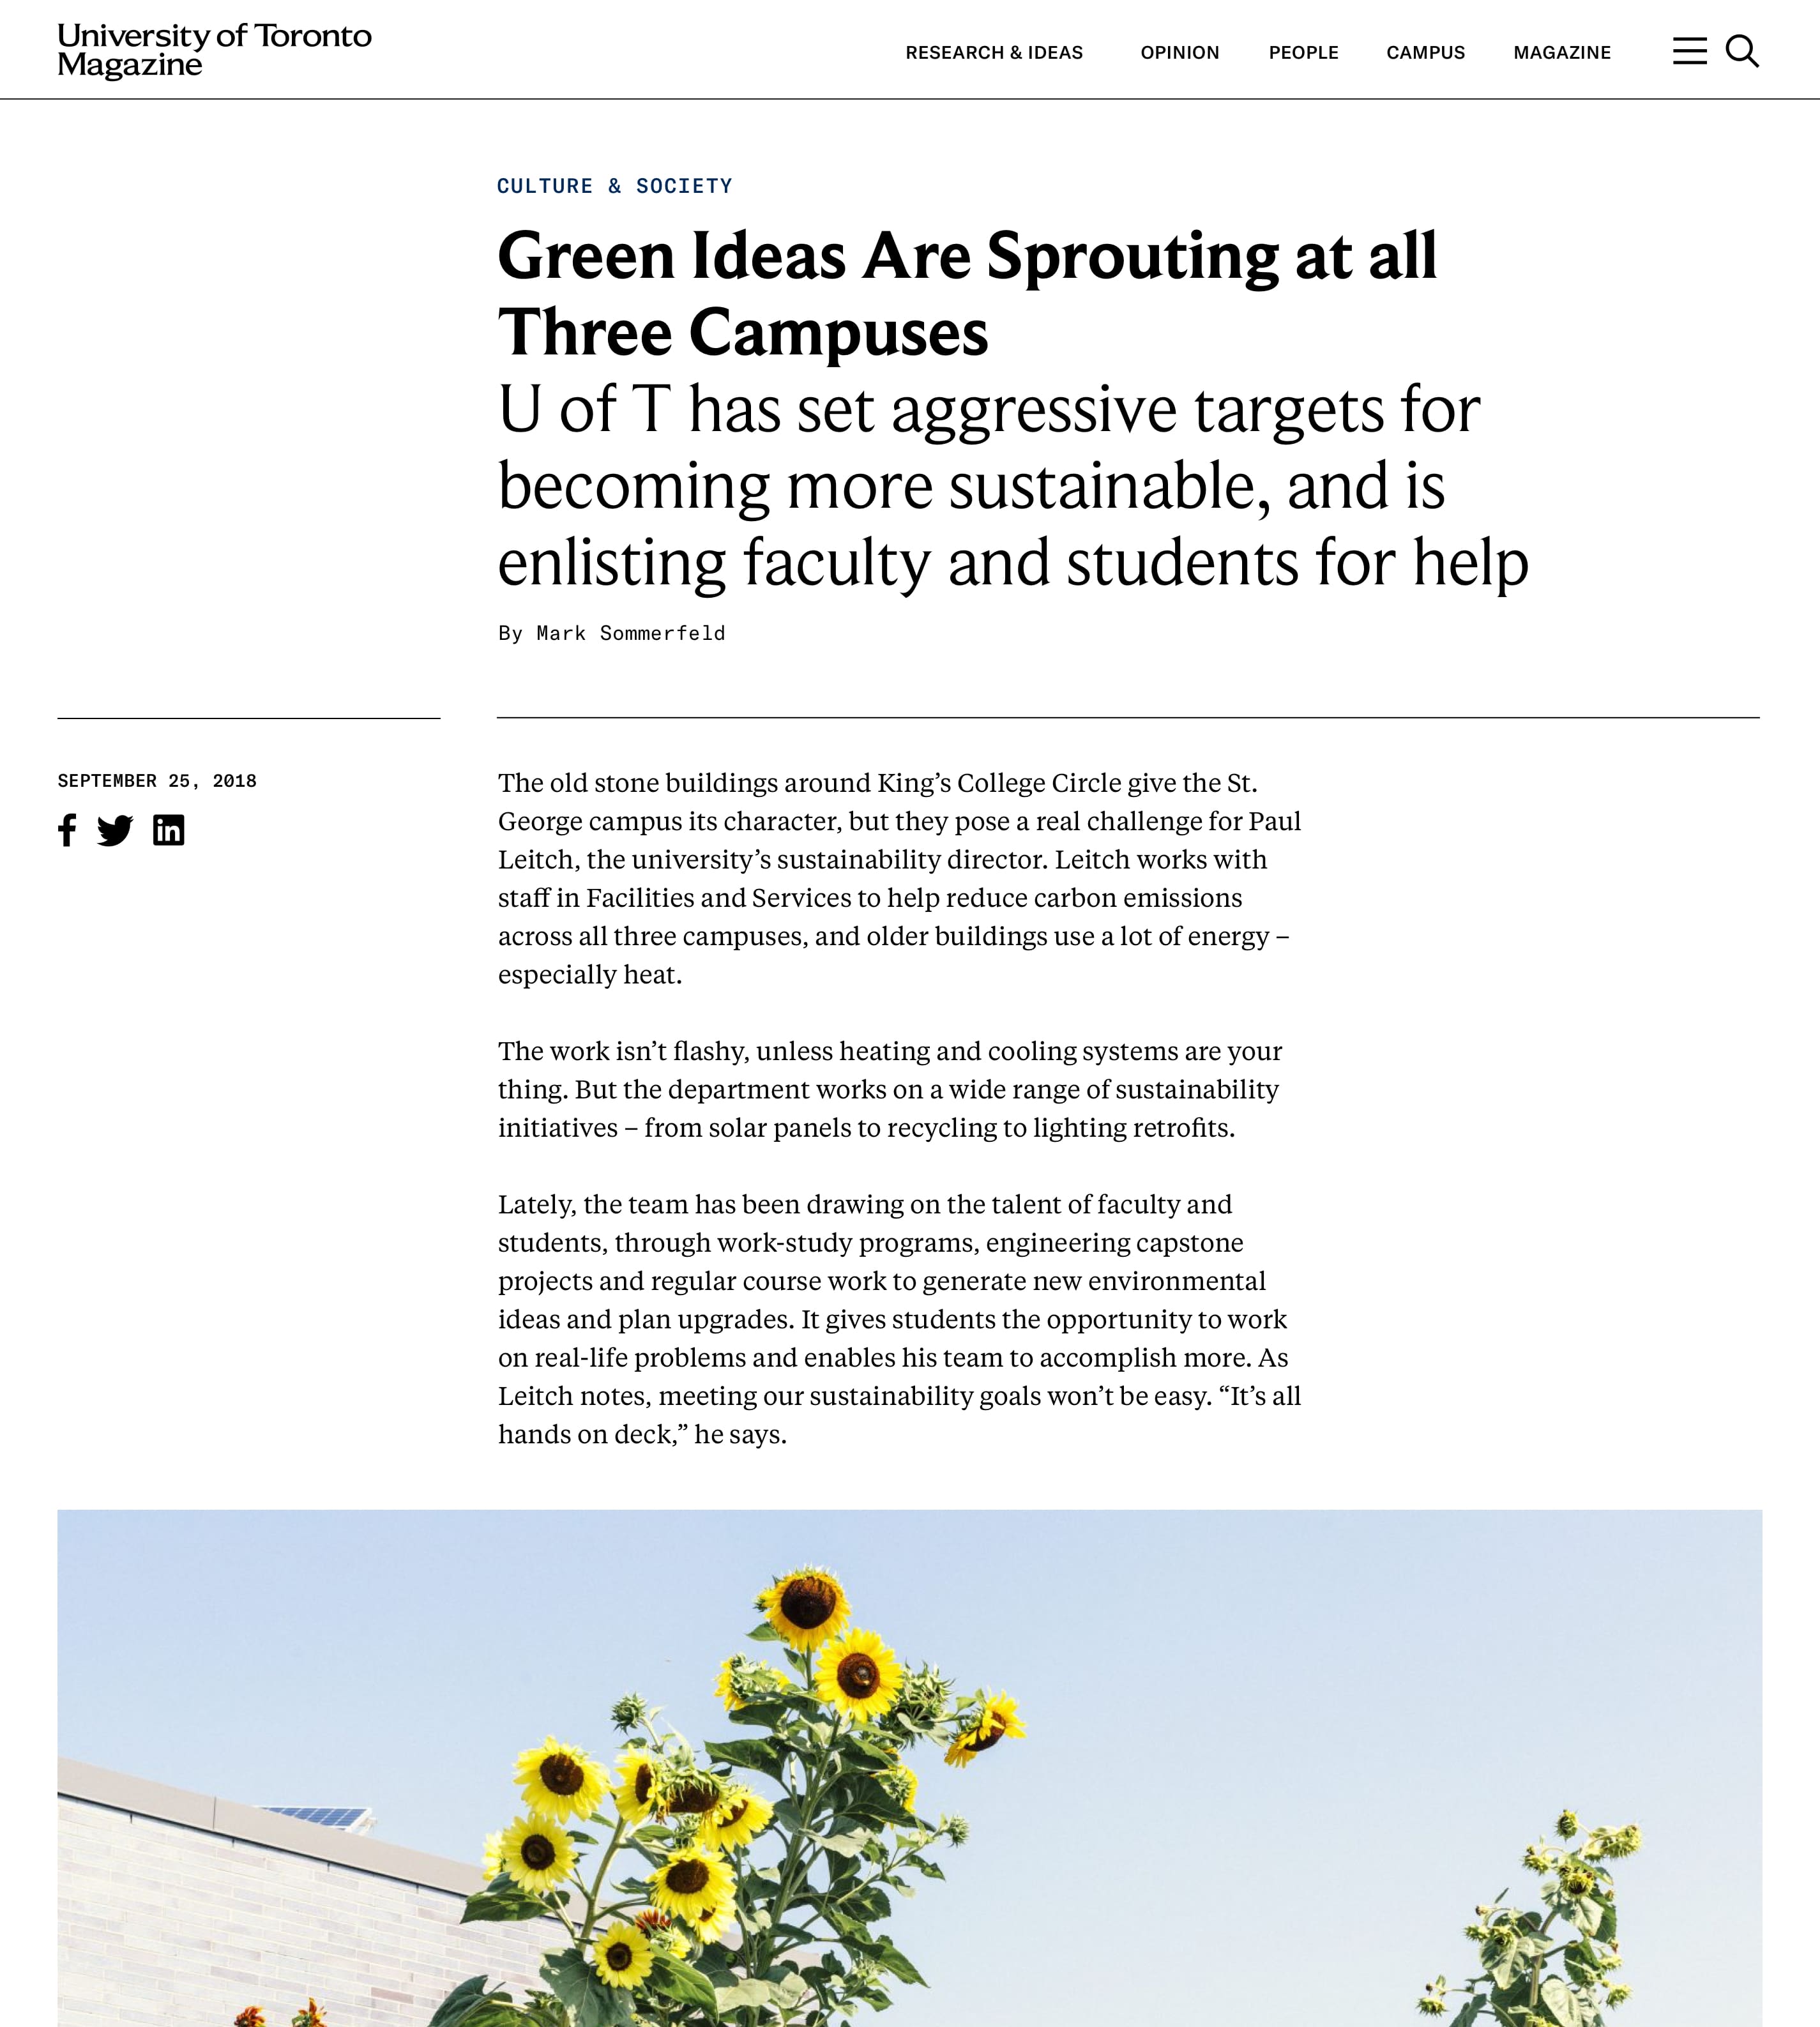 University of Toronto
Magazine
RESEARCH & IDEAS
OPINION
PEOPLE
CAMPUS
MAGAZINE
CULTURE & SOCIETY
Green Ideas Are Sprouting at all
Three Campuses
U of T has set aggressive targets for
becoming more sustainable, and is
enlisting faculty and students for help
By Mark Sommerfeld
SEPTEMBER 25, 2018
The old stone buildings around King’s College Circle give the St.
George campus its character, but they pose a real challenge for Paul
Leitch, the university’s sustainability director. Leitch works with
staff in Facilities and Services to help reduce carbon emissions
across all three campuses, and older buildings use a lot of energy –
especially heat.
The work isn’t flashy, unless heating and cooling systems are your
thing. But the department works on a wide range of sustainability
initiatives – from solar panels to recycling to lighting retrofits.
Lately, the team has been drawing on the talent of faculty and
students, through work-study programs, engineering capstone
projects and regular course work to generate new environmental
ideas and plan upgrades. It gives students the opportunity to work
on real-life problems and enables his team to accomplish more. As
Leitch notes, meeting our sustainability goals won’t be easy. “It’s all
hands on deck,” he says.